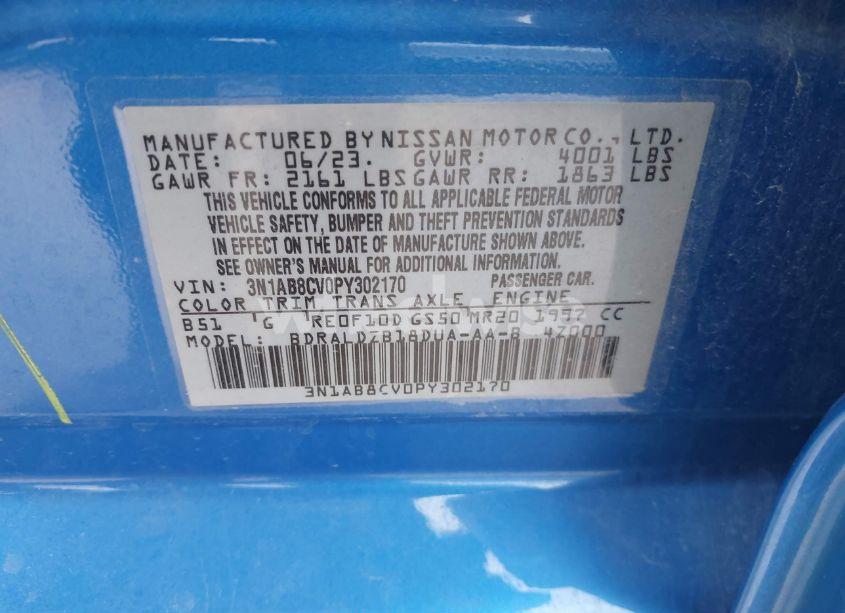 MANUFACTURED BY NISSAN MOTOR CO., LTD.
DATE: 06/23. GVWR: 4001 LBS
GAWR FR: 2161 LBS GAWR RR: 1863 LBS
THIS VEHICLE CONFORMS TO ALL APPLICABLE FEDERAL MOTOR
VEHICLE SAFETY, BUMPER AND THEFT PREVENTION STANDARDS
IN EFFECT ON THE DATE OF MANUFACTURE SHOWN ABOVE.
SEE OWNER'S MANUAL FOR ADDITIONAL INFORMATION.
VIN: 3N1AB8CV0PY302170 PASSENGER CAR.
COLOR TRIM TRANS AXLE ENGINE
B51 G RE0F10D GS50 MR20 1997 CC
MODEL: BDRALDZB18DUA-AA-B 4Z000
3N1AB8CV0PY302170